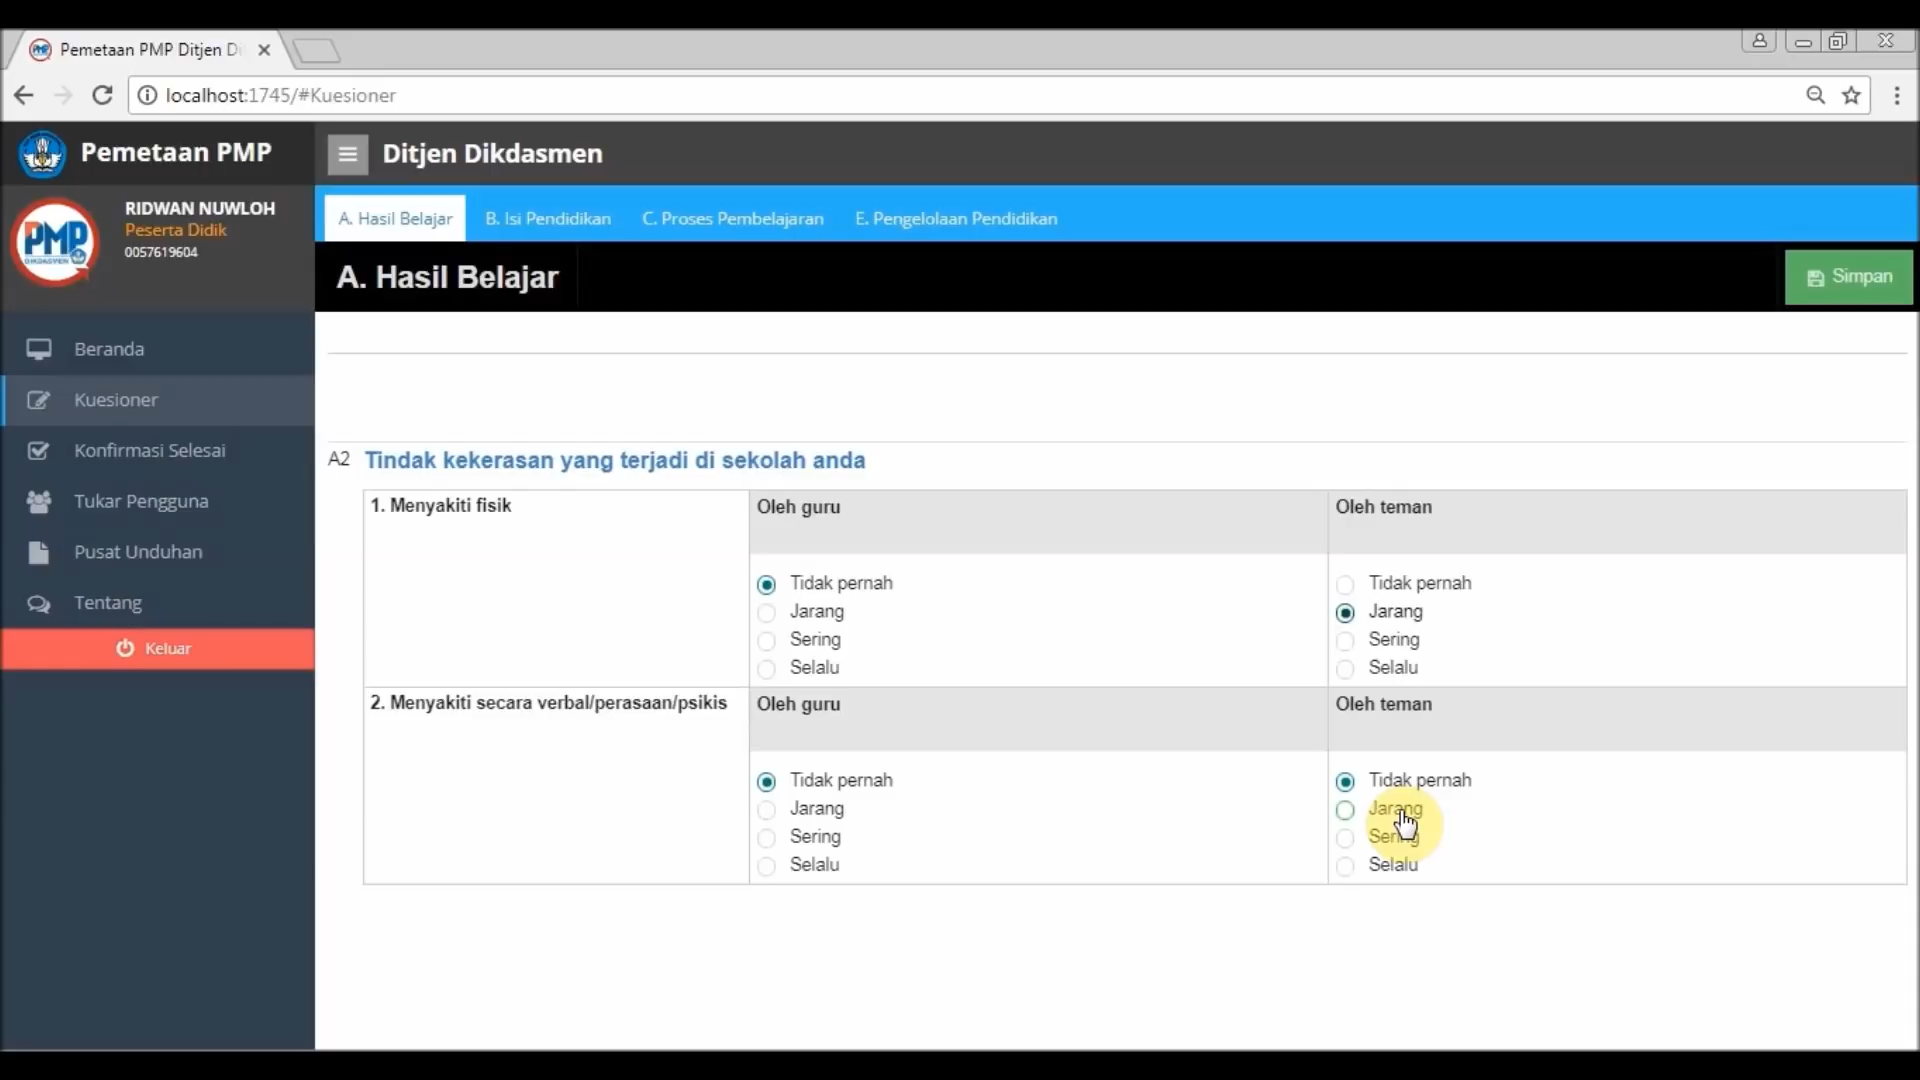 Pemetaan PMP Ditjen Di
localhost:1745/#Kuesioner
Pemetaan PMP
Ditjen Dikdasmen
RIDWAN NUWLOH
Peserta Didik
0057619604
PMP
DIKDASMEN
A. Hasil Belajar
B. Isi Pendidikan
C. Proses Pembelajaran
E. Pengelolaan Pendidikan
A. Hasil Belajar
Simpan
Beranda
Kuesioner
Konfirmasi Selesai
Tukar Pengguna
Pusat Unduhan
Tentang
Keluar
A2 Tindak kekerasan yang terjadi di sekolah anda
1. Menyakiti fisik
Oleh guru
Tidak pernah
Jarang
Sering
Selalu
Oleh teman
Tidak pernah
Jarang
Sering
Selalu
2. Menyakiti secara verbal/perasaan/psikis
Oleh guru
Tidak pernah
Jarang
Sering
Selalu
Oleh teman
Tidak pernah
Jarang
Sering
Selalu